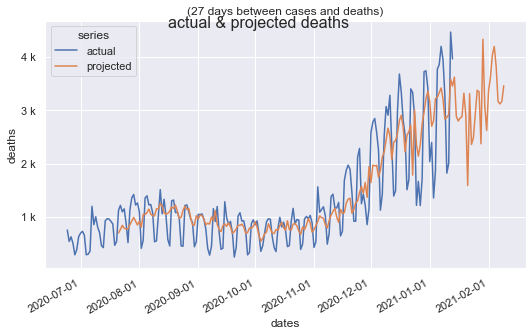 (27 days between cases and deaths)
actual & projected deaths
series
actual
projected
4 k
3 k
2 k
1 k
deaths
2020-07-01
2020-08-01
2020-09-01
2020-10-01
2020-11-01
2020-12-01
2021-01-01
2021-02-01
dates